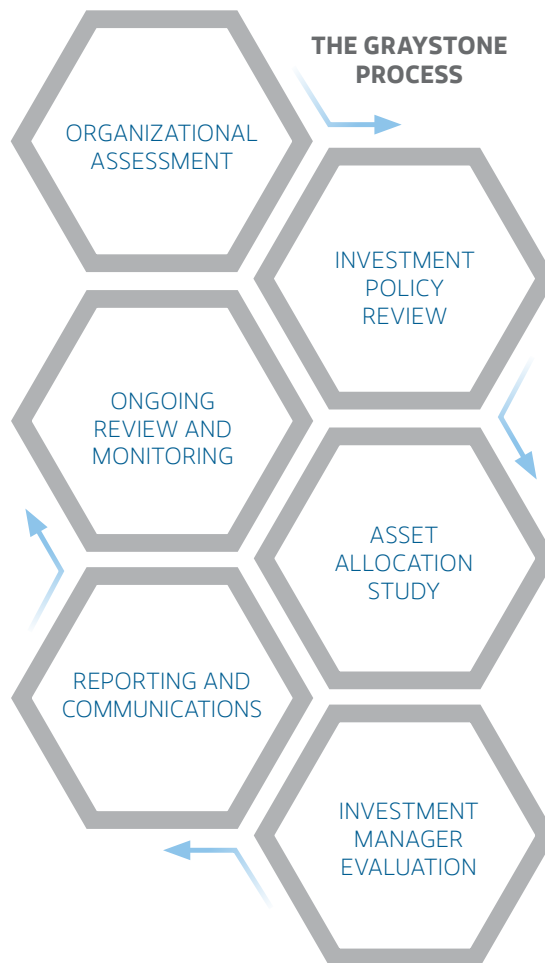 THE GRAYSTONE
PROCESS
ORGANIZATIONAL
ASSESSMENT
INVESTMENT
POLICY
REVIEW
ONGOING
REVIEW AND
MONITORING
ASSET
ALLOCATION
STUDY
REPORTING AND
COMMUNICATIONS
INVESTMENT
MANAGER
EVALUATION